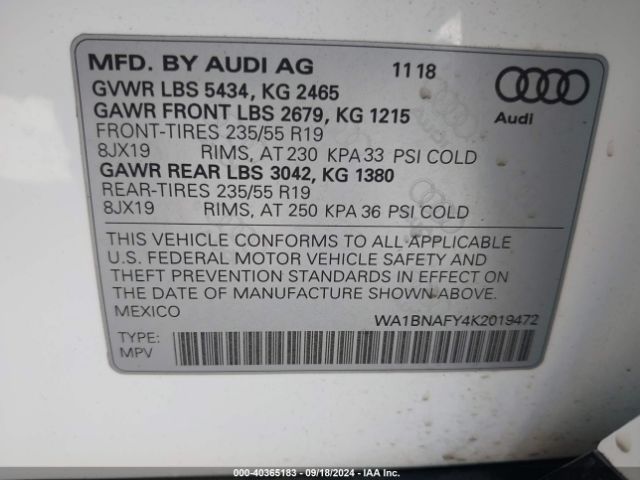 MFD. BY AUDI AG 11 18
GVWR LBS 5434, KG 2465
GAWR FRONT LBS 2679, KG 1215
FRONT-TIRES 235/55 R19
8JX19 RIMS, AT 230 KPA 33 PSI COLD
GAWR REAR LBS 3042, KG 1380
REAR-TIRES 235/55 R19
8JX19 RIMS, AT 250 KPA 36 PSI COLD
Audi
THIS VEHICLE CONFORMS TO ALL APPLICABLE
U.S. FEDERAL MOTOR VEHICLE SAFETY AND
THEFT PREVENTION STANDARDS IN EFFECT ON
THE DATE OF MANUFACTURE SHOWN ABOVE.
MEXICO
WA1BNAFY4K2019472
TYPE:
MPV
000-40365183 - 09/18/2024 - IAA Inc.